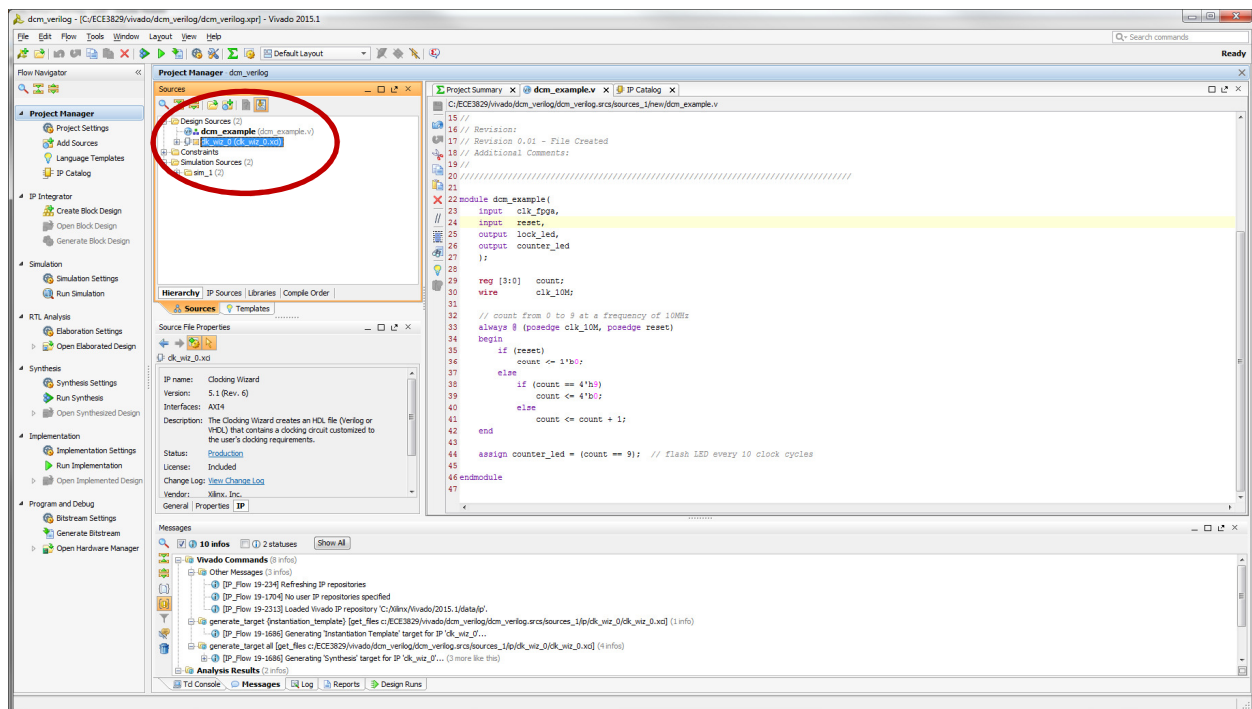 dcm_verilog - [C:/ECE3829/vivado/dcm_verilog/dcm_verilog.xpr] - Vivado 2015.1
File Edit Flow Tools Window Layout View Help
Search commands
Default Layout
Ready
Flow Navigator
Project Manager
Project Settings
Add Sources
Language Templates
IP Catalog
IP Integrator
Create Block Design
Open Block Design
Generate Block Design
Simulation
Simulation Settings
Run Simulation
RTL Analysis
Elaboration Settings
Open Elaborated Design
Synthesis
Synthesis Settings
Run Synthesis
Open Synthesized Design
Implementation
Implementation Settings
Run Implementation
Open Implemented Design
Program and Debug
Bitstream Settings
Generate Bitstream
Open Hardware Manager
Project Manager - dcm_verilog
Sources
Design Sources (2)
dcm_example (dcm_example.v)
clk_wiz_0 (clk_wiz_0.xci)
Constraints
Simulation Sources (2)
sim_1 (2)
Hierarchy IP Sources Libraries Compile Order
Sources Templates
Source File Properties
clk_wiz_0.xci
IP name: Clocking Wizard
Version: 5.1 (Rev. 6)
Interfaces: AXI4
Description: The Clocking Wizard creates an HDL file (Verilog or
VHDL) that contains a clocking circuit customized to
the user's clocking requirements.
Status: Production
License: Included
Change Log: View Change Log
Vendor: Xilinx, Inc.
General Properties IP
Project Summary dcm_example.v IP Catalog
C:/ECE3829/vivado/dcm_verilog/dcm_verilog.srcs/sources_1/new/dcm_example.v
15 //
16 // Revision:
17 // Revision 0.01 - File Created
18 // Additional Comments:
19 //
20 //////////////////////////////////////////////////////////////////////////////////
21
22 module dcm_example(
23 input clk_fpga,
24 input reset,
25 output lock_led,
26 output counter_led
27 );
28
29 reg [3:0] count;
30 wire clk_10M;
31
32 // count from 0 to 9 at a frequency of 10MHz
33 always @ (posedge clk_10M, posedge reset)
34 begin
35 if (reset)
36 count <= 1'b0;
37 else
38 if (count == 4'h9)
39 count <= 4'b0;
40 else
41 count <= count + 1;
42 end
43
44 assign counter_led = (count == 9); // flash LED every 10 clock cycles
45
46 endmodule
47
Messages
10 infos 2 statuses Show All
Vivado Commands (8 infos)
Other Messages (3 infos)
[IP_Flow 19-234] Refreshing IP repositories
[IP_Flow 19-1704] No user IP repositories specified
[IP_Flow 19-2313] Loaded Vivado IP repository 'C:/Xilinx/Vivado/2015.1/data/ip'.
generate_target {instantiation_template} [get_files c:/ECE3829/vivado/dcm_verilog/dcm_verilog.srcs/sources_1/ip/clk_wiz_0/clk_wiz_0.xci] (1 info)
[IP_Flow 19-1686] Generating 'Instantiation Template' target for IP 'clk_wiz_0'...
generate_target all [get_files c:/ECE3829/vivado/dcm_verilog/dcm_verilog.srcs/sources_1/ip/clk_wiz_0/clk_wiz_0.xci] (4 infos)
[IP_Flow 19-1686] Generating 'Synthesis' target for IP 'clk_wiz_0'... (3 more like this)
Analysis Results (2 infos)
Tcl Console Messages Log Reports Design Runs